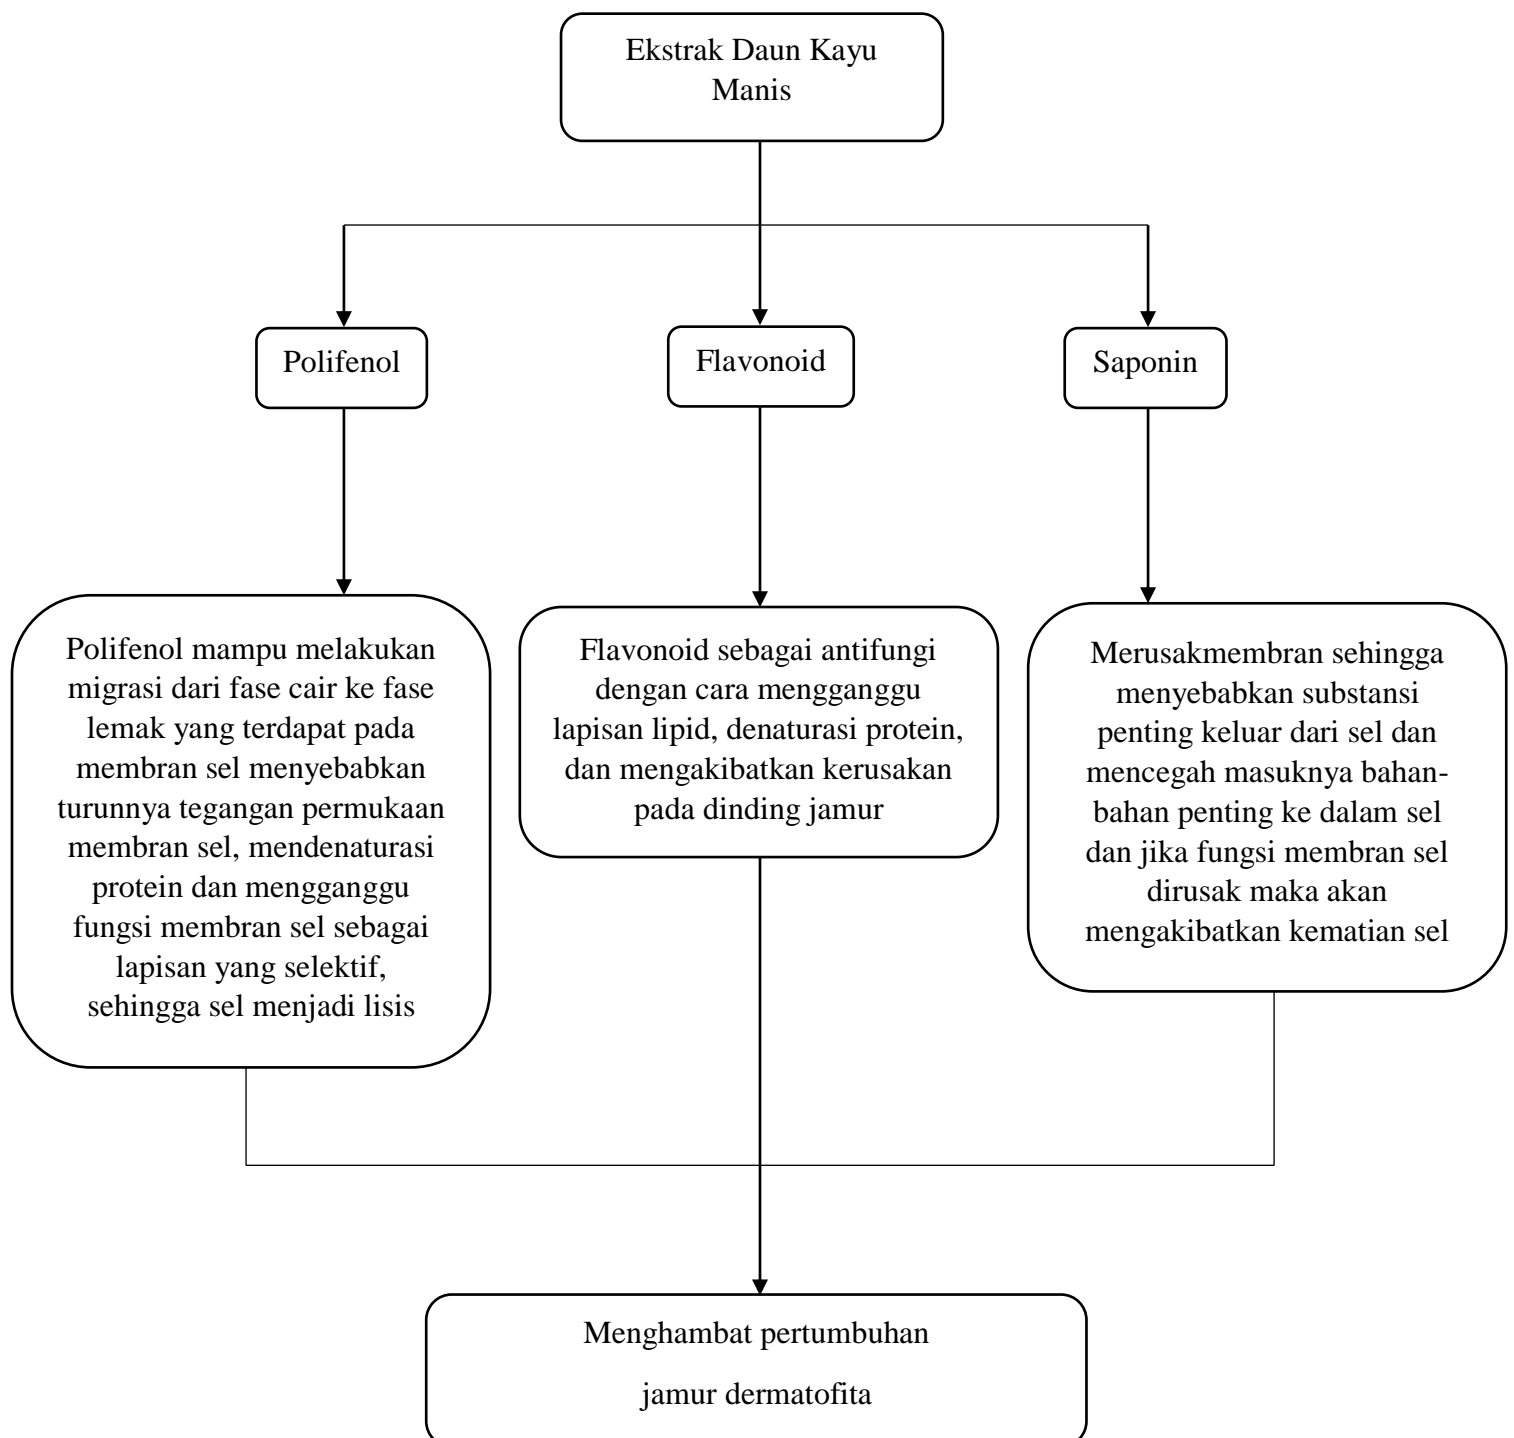 Ekstrak Daun Kayu
Manis
Polifenol
Flavonoid
Saponin
Polifenol mampu melakukan
migrasi dari fase cair ke fase
lemak yang terdapat pada
membran sel menyebabkan
turunnya tegangan permukaan
membran sel, mendenaturasi
protein dan mengganggu
fungsi membran sel sebagai
lapisan yang selektif,
sehingga sel menjadi lisis
Flavonoid sebagai antifungi
dengan cara mengganggu
lapisan lipid, denaturasi protein,
dan mengakibatkan kerusakan
pada dinding jamur
Merusakmembran sehingga
menyebabkan substansi
penting keluar dari sel dan
mencegah masuknya bahan-
bahan penting ke dalam sel
dan jika fungsi membran sel
dirusak maka akan
mengakibatkan kematian sel
Menghambat pertumbuhan
jamur dermatofita